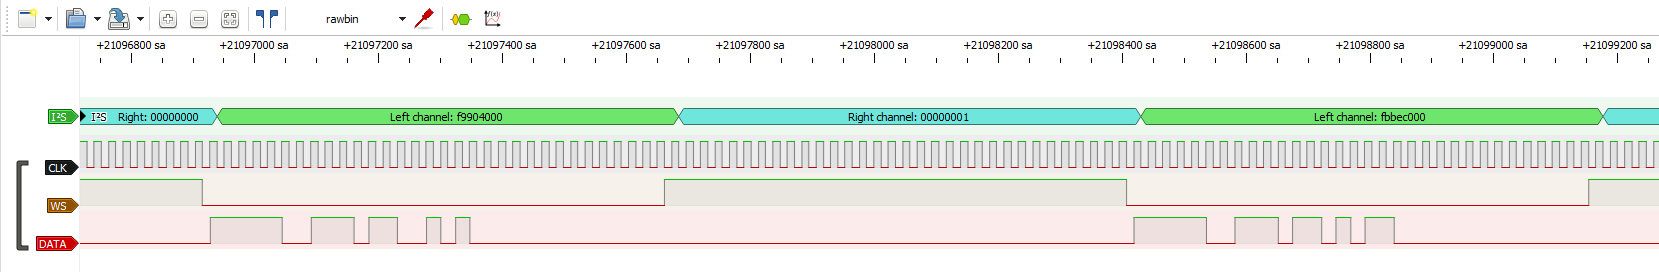 rawbin
f(x)
+21096800 sa +21097000 sa +21097200 sa +21097400 sa +21097600 sa +21097800 sa +21098000 sa +21098200 sa +21098400 sa +21098600 sa +21098800 sa +21099000 sa +21099200 sa
I²S I²S Right: 00000000 Left channel: f9904000 Right channel: 00000001 Left channel: fbbec000
CLK
WS
DATA